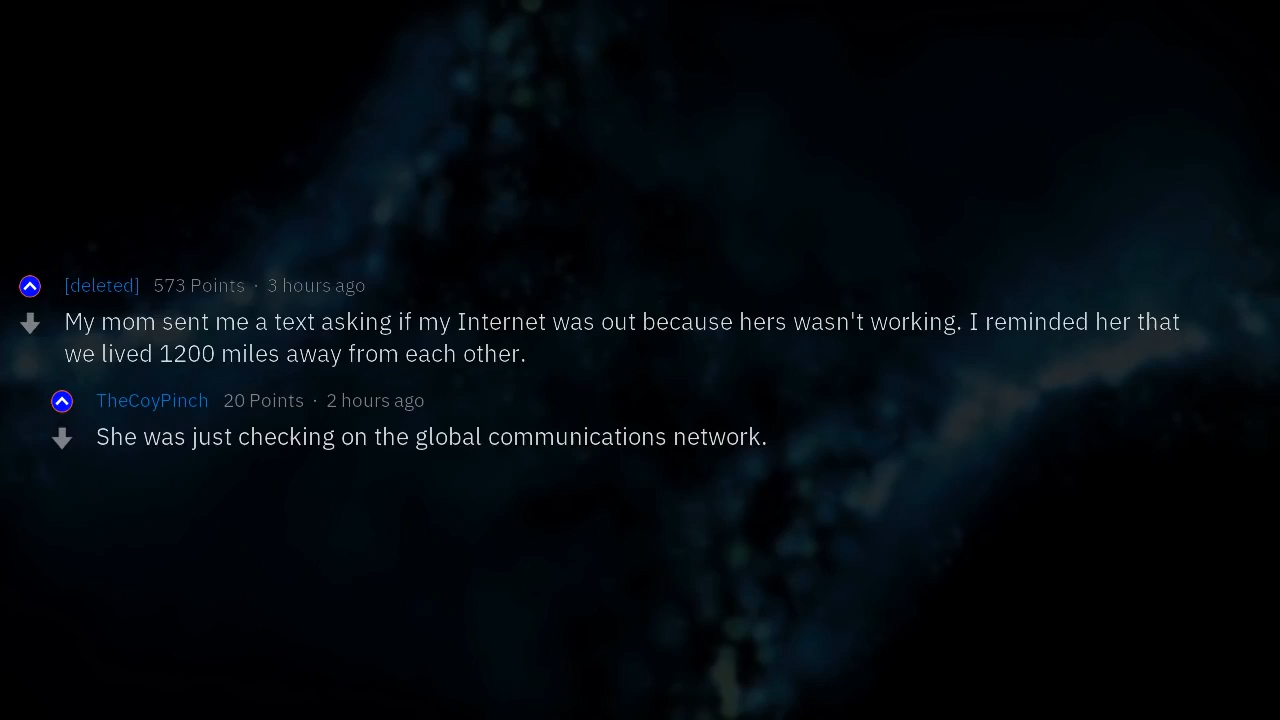 [deleted] 573 Points · 3 hours ago
My mom sent me a text asking if my Internet was out because hers wasn't working. I reminded her that
we lived 1200 miles away from each other.
TheCoyPinch 20 Points · 2 hours ago
She was just checking on the global communications network.